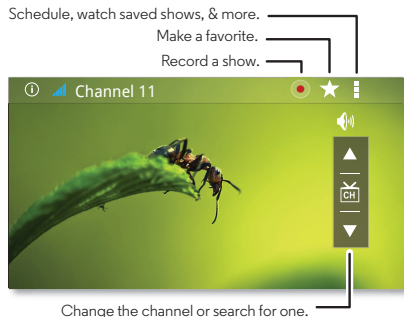 Schedule, watch saved shows, & more.
Make a favorite.
Record a show.
Channel 11
CH
Change the channel or search for one.